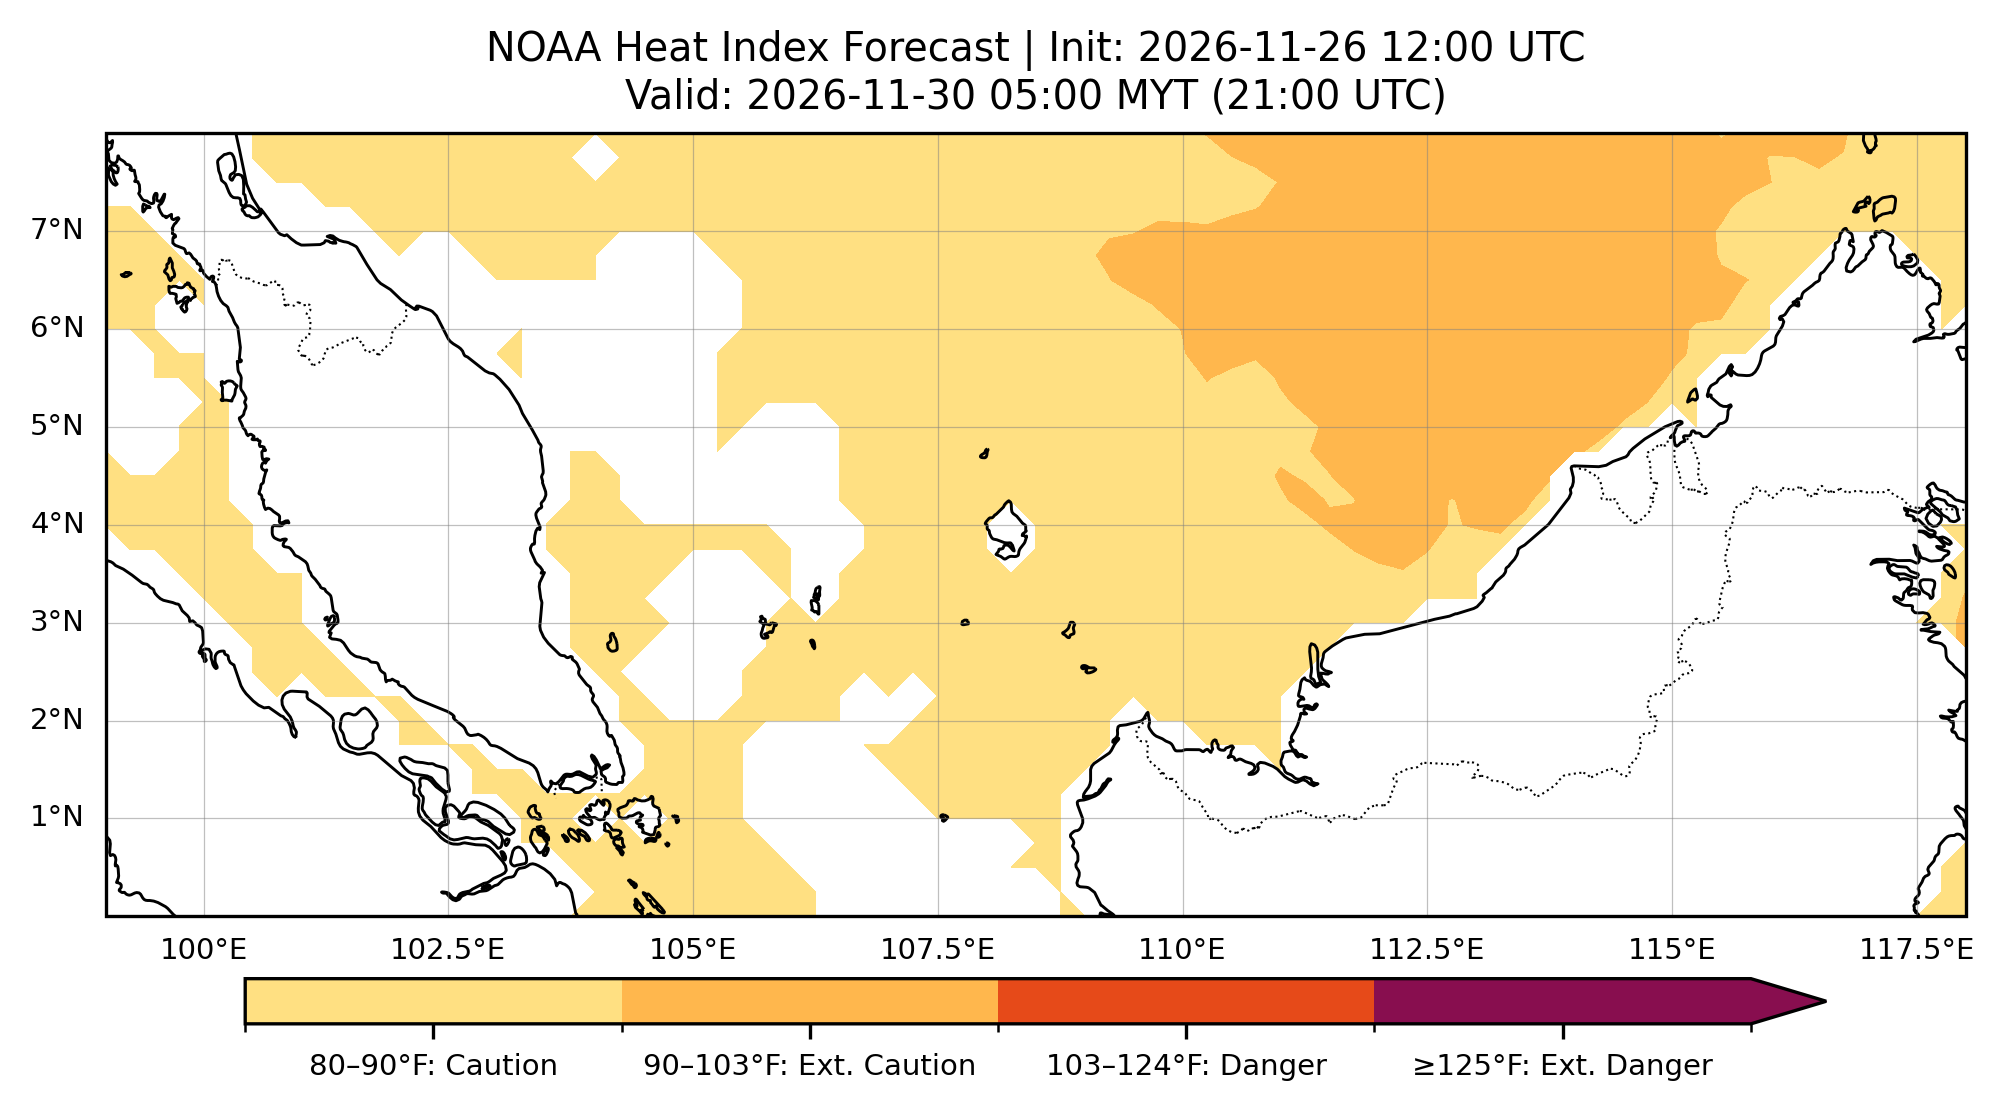 NOAA Heat Index Forecast | Init: 2026-11-26 12:00 UTC
Valid: 2026-11-30 05:00 MYT (21:00 UTC)
7°N
6°N
5°N
4°N
3°N
2°N
1°N
100°E 102.5°E 105°E 107.5°E 110°E 112.5°E 115°E 117.5°E
80–90°F: Caution 90–103°F: Ext. Caution 103–124°F: Danger ≥125°F: Ext. Danger